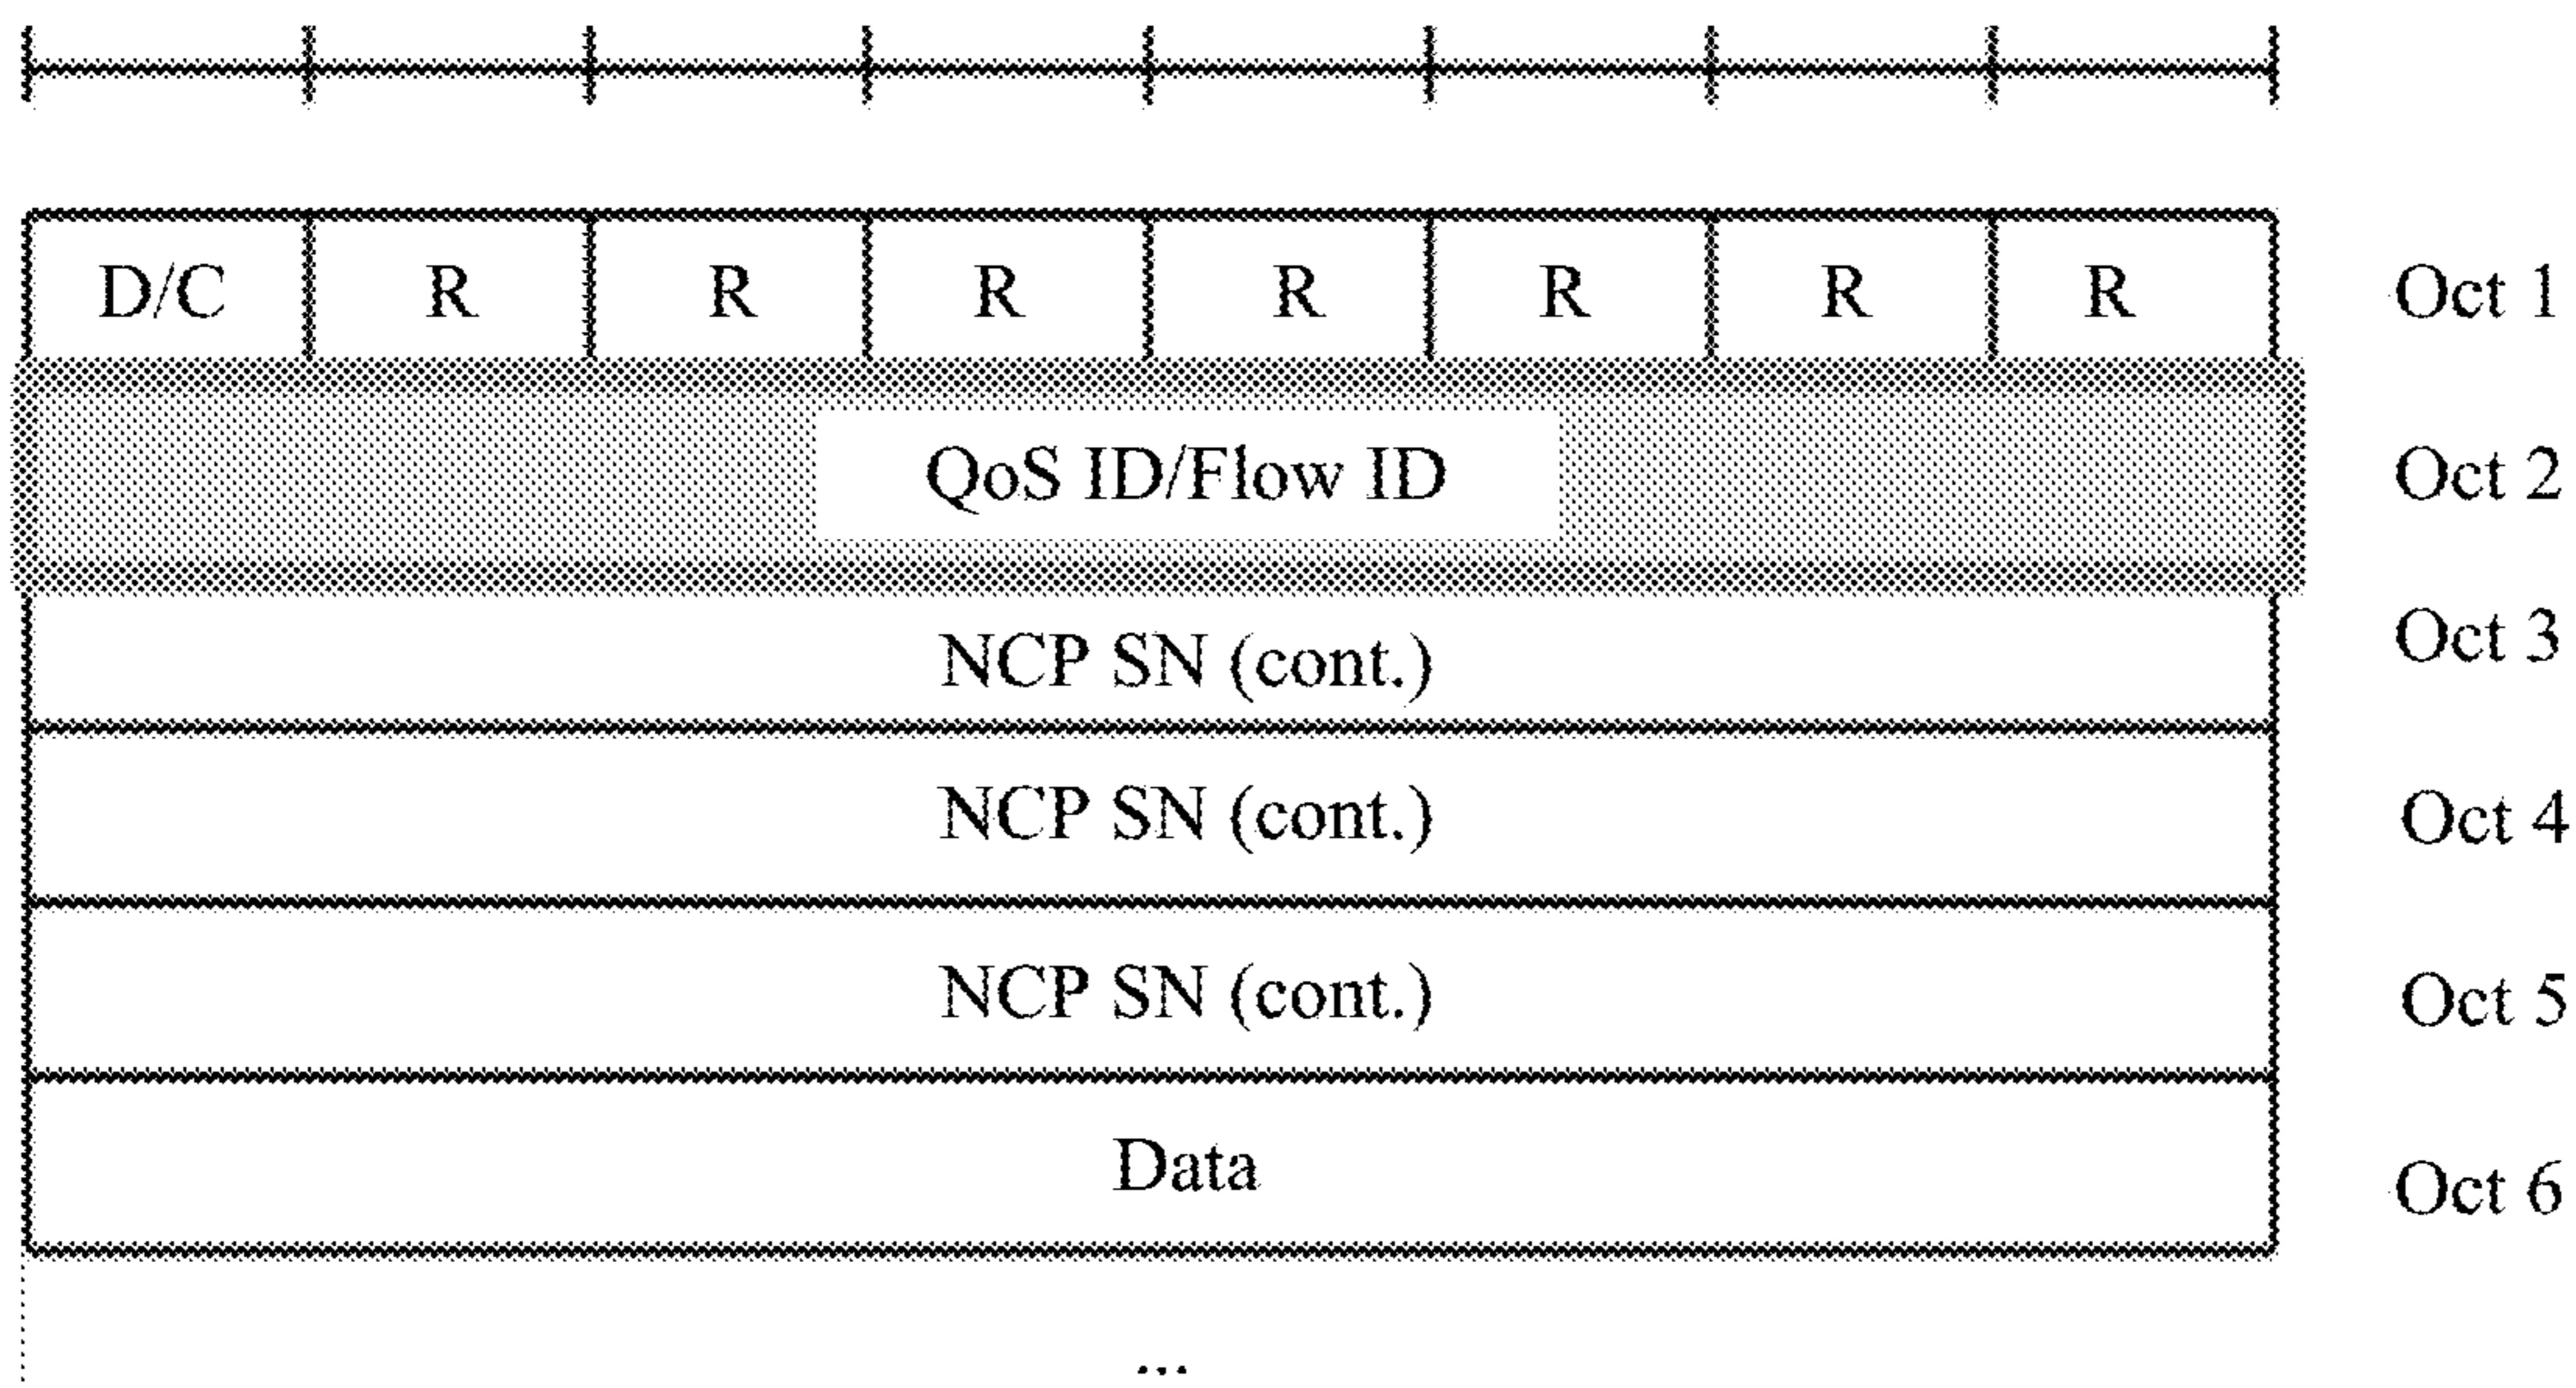 D/C R R R R R R R Oct 1
QoS ID/Flow ID Oct 2
NCP SN (cont.) Oct 3
NCP SN (cont.) Oct 4
NCP SN (cont.) Oct 5
Data Oct 6
...